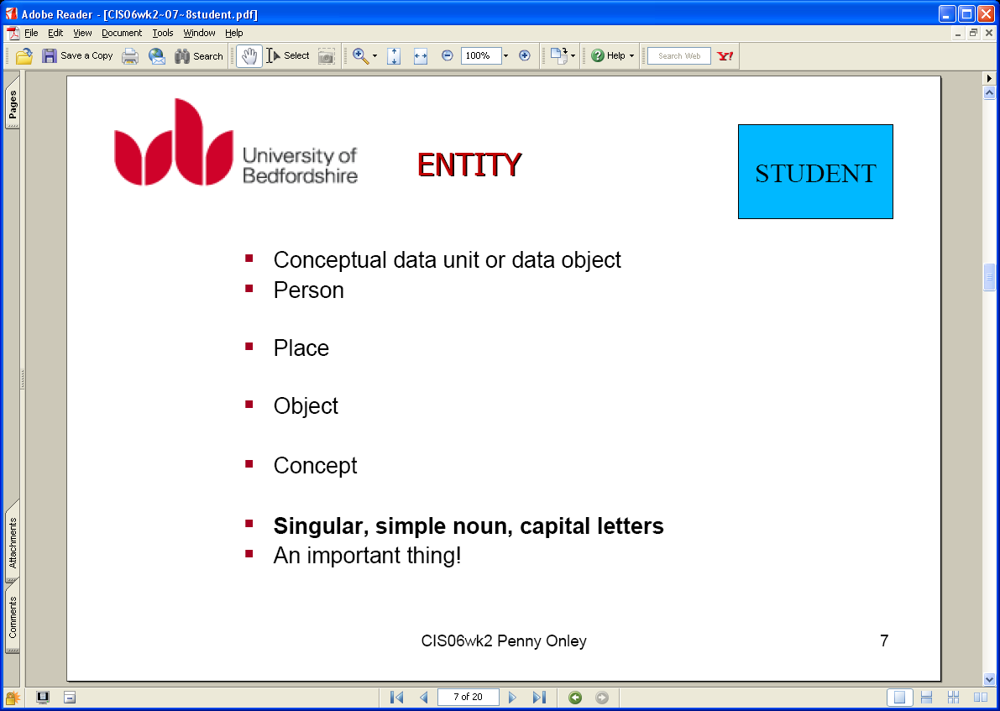 Adobe Reader - [CIS06wk2~07~8student.pdf]
File Edit View Document Tools Window Help
Save a Copy Search Select 100% Help Search Web Y!
Pages
University of
Bedfordshire
ENTITY
STUDENT
Conceptual data unit or data object
Person
Place
Object
Concept
Singular, simple noun, capital letters
An important thing!
Attachments
Comments
CIS06wk2 Penny Onley 7
7 of 20